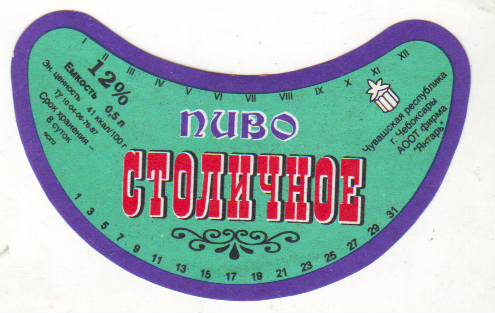 I II III IV V VI VII VIII IX X XI XII
12%
Емкость 0,5 л
Эн. ценность 41 ккал/100 г
ТУ 10-04-06-76-87
Срок хранения...
8 суток
ПИВО
СТОЛИЧНОЕ
Чувашская республика
г. Чебоксары
АООТ фирма
"Янтарь"
1 3 5 7 9 11 13 15 17 19 21 23 25 27 29 31